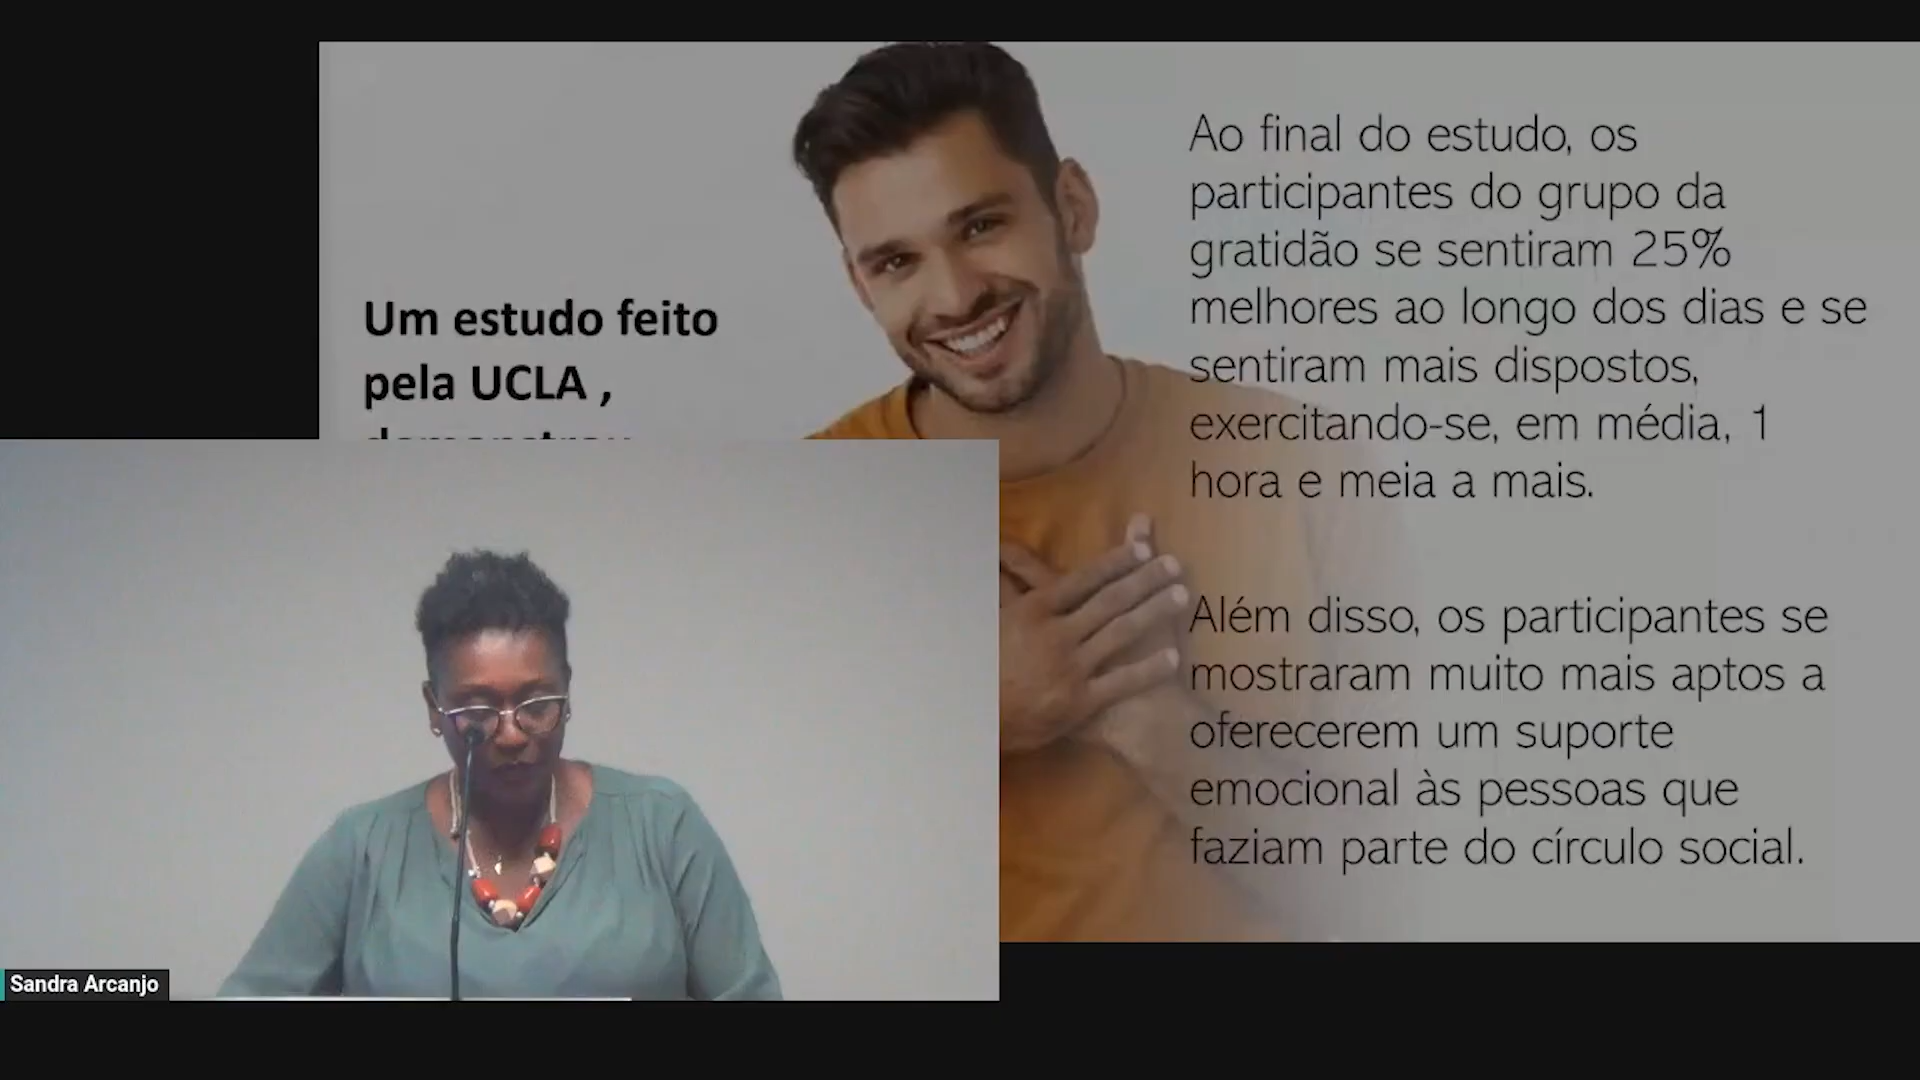 Um estudo feito
pela UCLA ,
demonstrou
Ao final do estudo, os
participantes do grupo da
gratidão se sentiram 25%
melhores ao longo dos dias e se
sentiram mais dispostos,
exercitando-se, em média, 1
hora e meia a mais.
Além disso, os participantes se
mostraram muito mais aptos a
oferecerem um suporte
emocional às pessoas que
faziam parte do círculo social.
Sandra Arcanjo